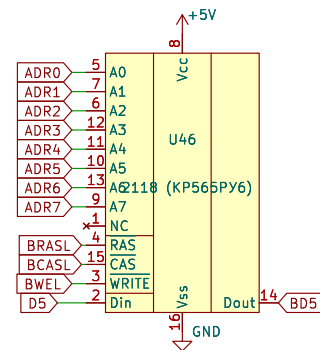 +5V
8
Vcc
ADR0 5 A0
ADR1 7 A1
ADR2 6 A2
ADR3 12 A3
ADR4 11 A4
ADR5 10 A5
ADR6 13 A6
ADR7 9 A7
1 NC
BRASL 4 RAS
BCASL 15 CAS
BWEL 3 WRITE
D5 2 Din
U46
2118 (КР565РУ6)
Dout 14 BD5
Vss
16
GND